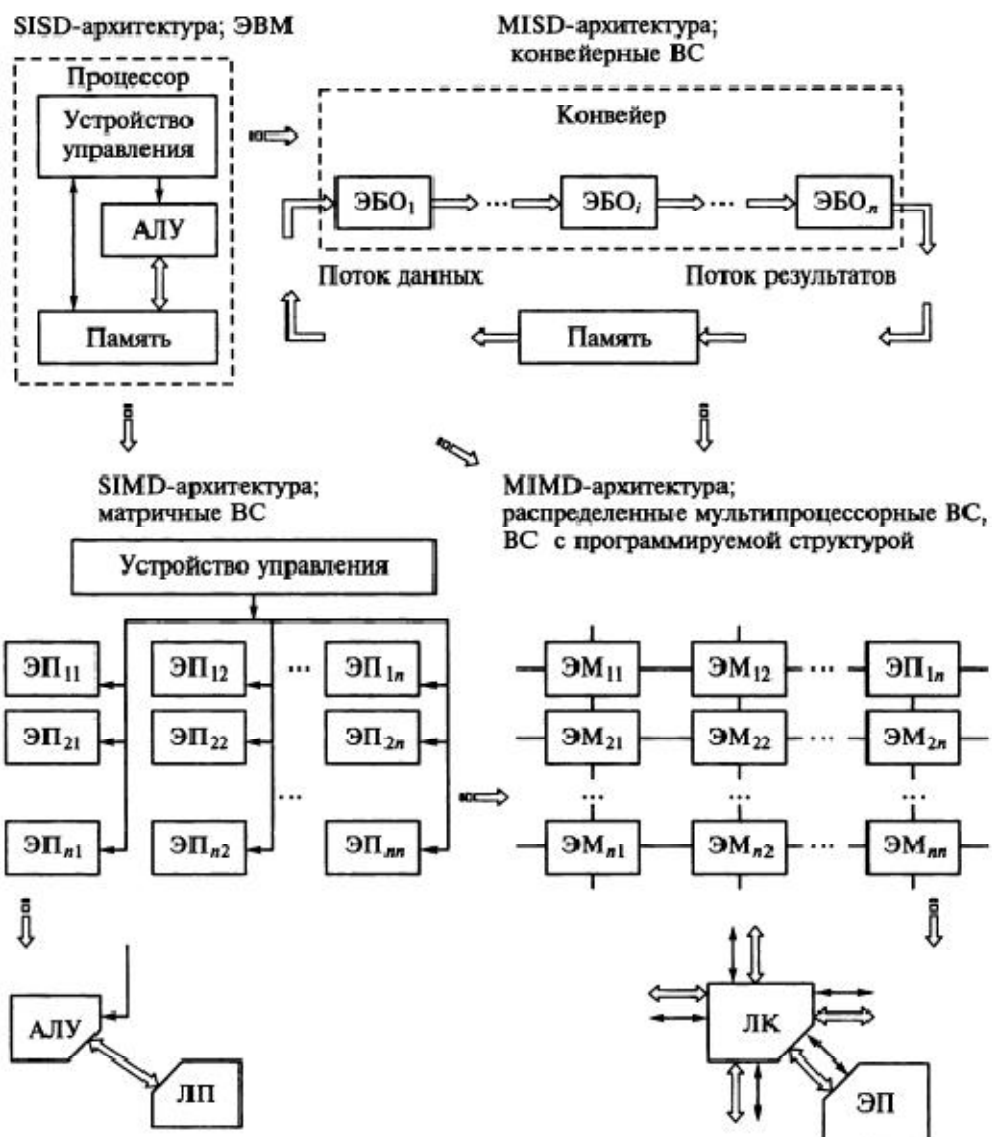 SISD-архитектура; ЭВМ
Процессор
Устройство
управления
АЛУ
Память
MISD-архитектура;
конвейерные ВС
Конвейер
ЭБО1 ... ЭБОi ... ЭБОn
Поток данных
Поток результатов
Память
SIMD-архитектура;
матричные ВС
Устройство управления
ЭП11 ЭП12 ... ЭП1n
ЭП21 ЭП22 ЭП2n
...
ЭПn1 ЭПn2 ЭПnn
АЛУ
ЛП
MIMD-архитектура;
распределенные мультипроцессорные ВС,
ВС с программируемой структурой
ЭМ11 ЭМ12 ... ЭП1n
ЭМ21 ЭМ22 ... ЭМ2n
... ... ...
ЭМn1 ЭМn2 ... ЭМnn
ЛК
ЭП